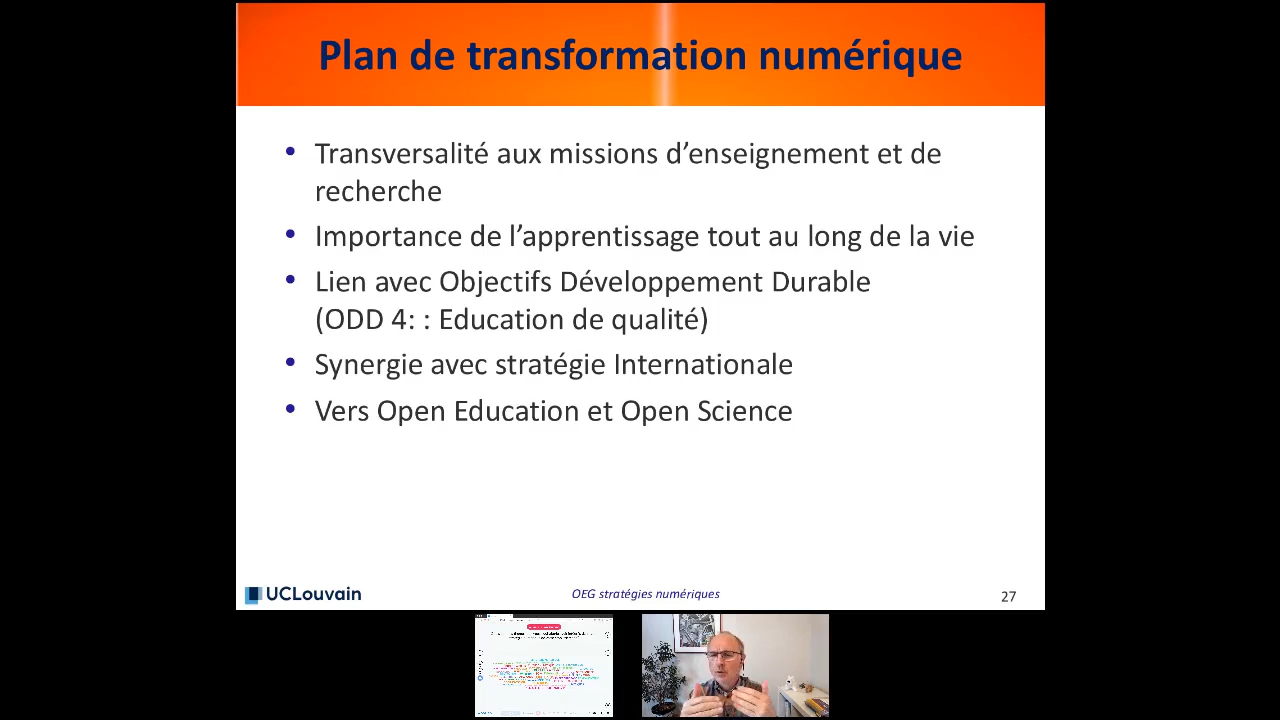 Plan de transformation numérique
• Transversalité aux missions d’enseignement et de
recherche
• Importance de l’apprentissage tout au long de la vie
• Lien avec Objectifs Développement Durable
(ODD 4: : Education de qualité)
• Synergie avec stratégie Internationale
• Vers Open Education et Open Science
UCLouvain
OEG stratégies numériques
27